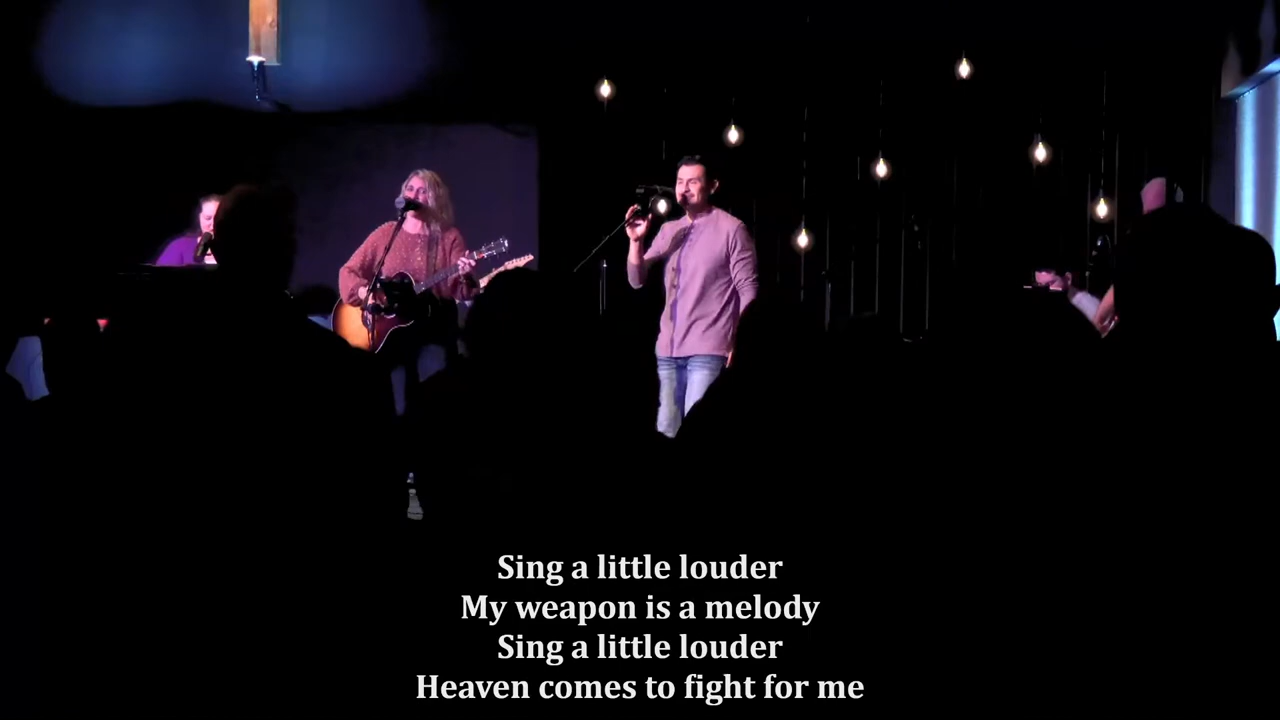 Sing a little louder
My weapon is a melody
Sing a little louder
Heaven comes to fight for me